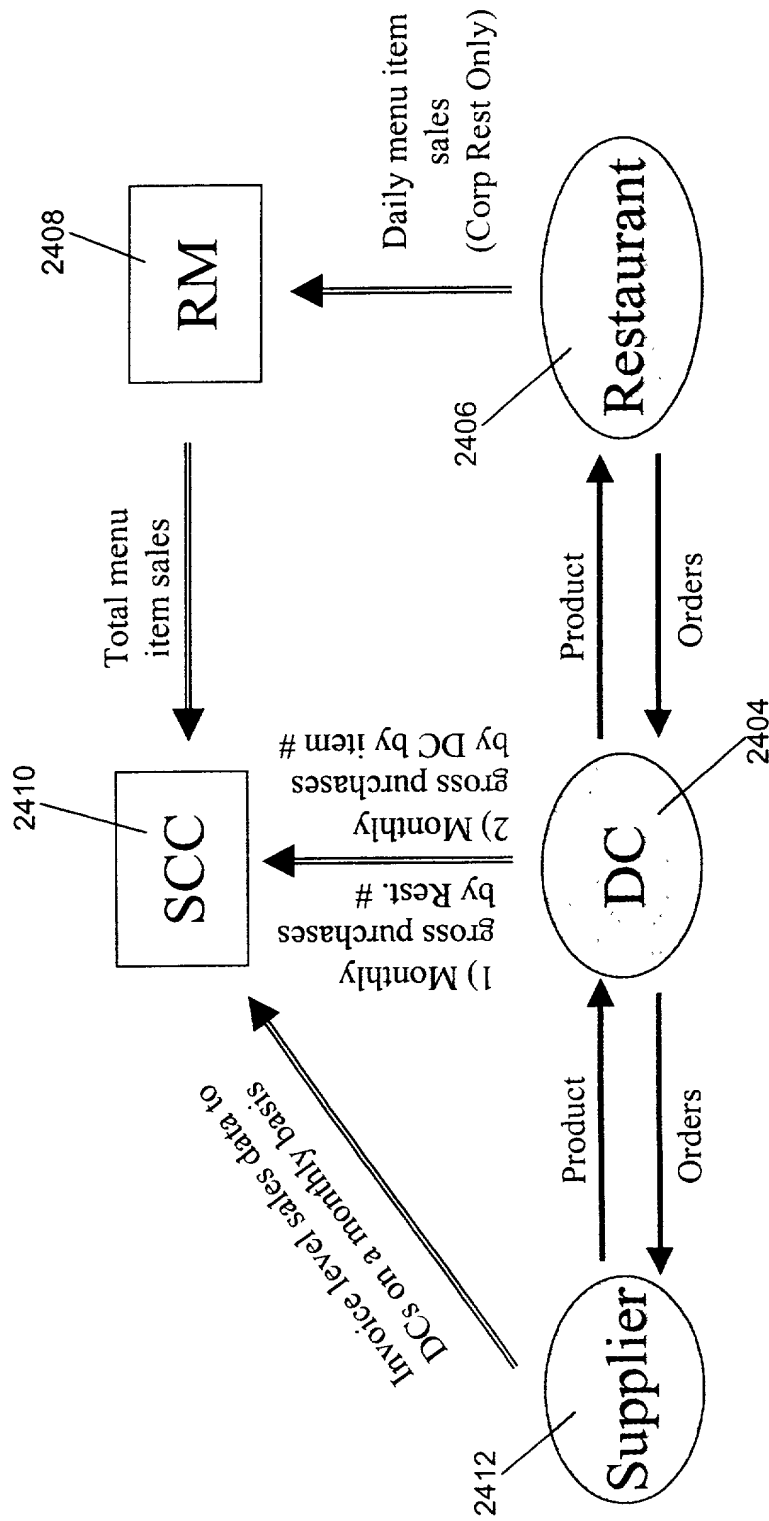 2410
SCC
Total menu
item sales
2408
RM
Invoice level sales data to
DCs on a monthly basis
1) Monthly
gross purchases
by Rest. #
2) Monthly
gross purchases
by DC by item #
Daily menu item
sales
(Corp Rest Only)
2412
Supplier
Product
Orders
DC
2404
Product
Orders
2406
Restaurant